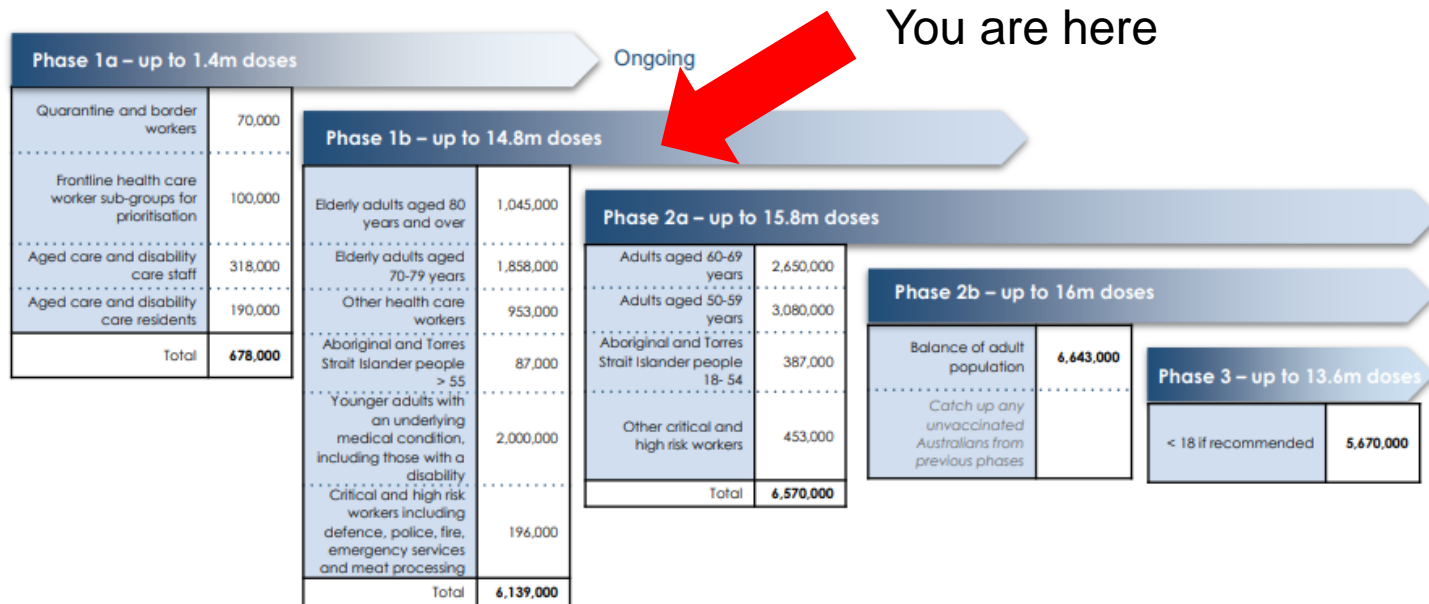 You are here
Phase 1a – up to 1.4m doses
Ongoing
Quarantine and border
workers
70,000
Frontline health care
worker sub-groups for
prioritisation
100,000
Aged care and disability
care staff
318,000
Aged care and disability
care residents
190,000
Total
678,000
Phase 1b – up to 14.8m doses
Elderly adults aged 80
years and over
1,045,000
Elderly adults aged
70-79 years
1,858,000
Other health care
workers
953,000
Aboriginal and Torres
Strait Islander people
> 55
87,000
Younger adults with
an underlying
medical condition,
including those with a
disability
2,000,000
Critical and high risk
workers including
defence, police, fire,
emergency services
and meat processing
196,000
Total
6,139,000
Phase 2a – up to 15.8m doses
Adults aged 60-69
years
2,650,000
Adults aged 50-59
years
3,080,000
Aboriginal and Torres
Strait Islander people
18- 54
387,000
Other critical and
high risk workers
453,000
Total
6,570,000
Phase 2b – up to 16m doses
Balance of adult
population
6,643,000
Catch up any
unvaccinated
Australians from
previous phases
Phase 3 – up to 13.6m doses
< 18 if recommended
5,670,000